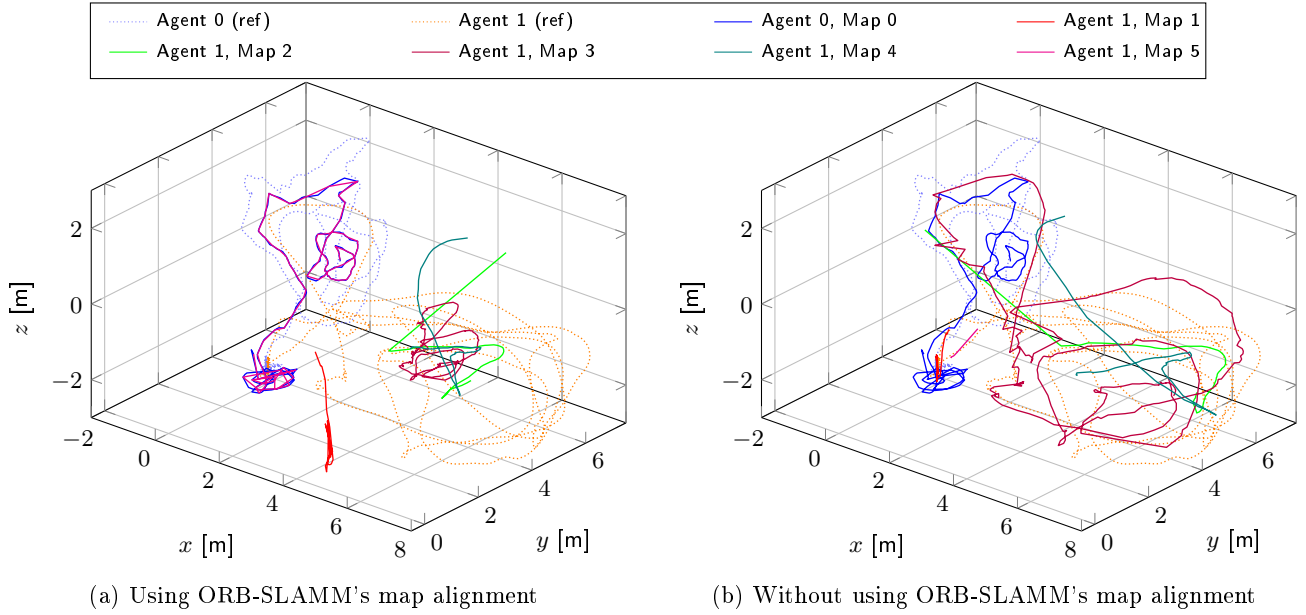 Agent 0 (ref) Agent 1 (ref) Agent 0, Map 0 Agent 1, Map 1
Agent 1, Map 2 Agent 1, Map 3 Agent 1, Map 4 Agent 1, Map 5
2
0
−2
z [m]
−2
0
2
4
6
8
x [m]
0
2
4
6
y [m]
2
0
−2
z [m]
−2
0
2
4
6
8
x [m]
0
2
4
6
y [m]
(a) Using ORB-SLAMM's map alignment
(b) Without using ORB-SLAMM's map alignment